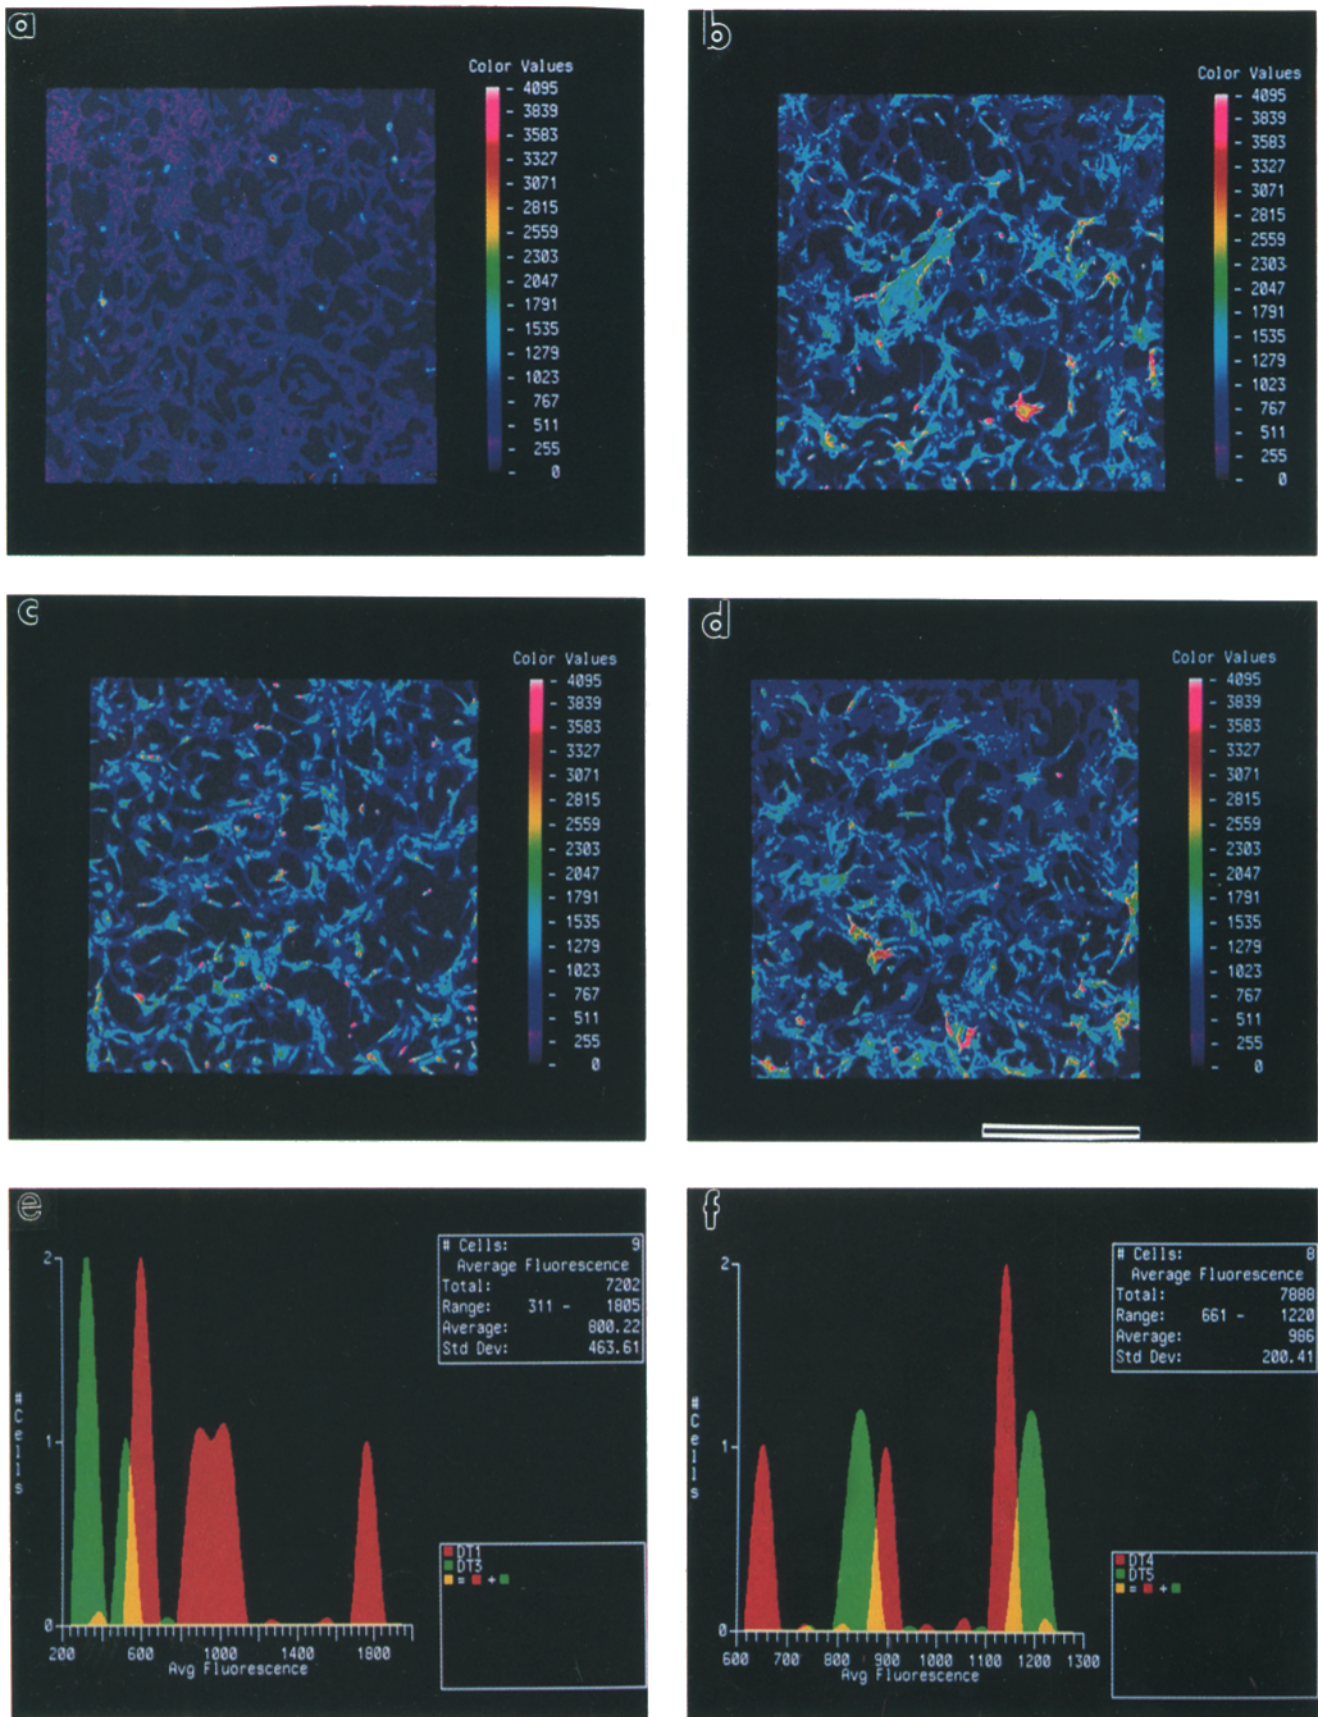 a
Color Values
- 4095
- 3839
- 3583
- 3327
- 3071
- 2815
- 2559
- 2303
- 2047
- 1791
- 1535
- 1279
- 1023
- 767
- 511
- 255
- 0
b
Color Values
- 4095
- 3839
- 3583
- 3327
- 3071
- 2815
- 2559
- 2303
- 2047
- 1791
- 1535
- 1279
- 1023
- 767
- 511
- 255
- 0
c
Color Values
- 4095
- 3839
- 3583
- 3327
- 3071
- 2815
- 2559
- 2303
- 2047
- 1791
- 1535
- 1279
- 1023
- 767
- 511
- 255
- 0
d
Color Values
- 4095
- 3839
- 3583
- 3327
- 3071
- 2815
- 2559
- 2303
- 2047
- 1791
- 1535
- 1279
- 1023
- 767
- 511
- 255
- 0
e
# Cells: 9
Average Fluorescence
Total: 7202
Range: 311 - 1805
Average: 800.22
Std Dev: 463.61
2
1
0
# Cells
DT1
DT3
= +
200 600 1000 1400 1800
Avg Fluorescence
f
# Cells: 8
Average Fluorescence
Total: 7888
Range: 661 - 1220
Average: 986
Std Dev: 200.41
2
1
0
# Cells
DT4
DT5
= +
600 700 800 900 1000 1100 1200 1300
Avg Fluorescence